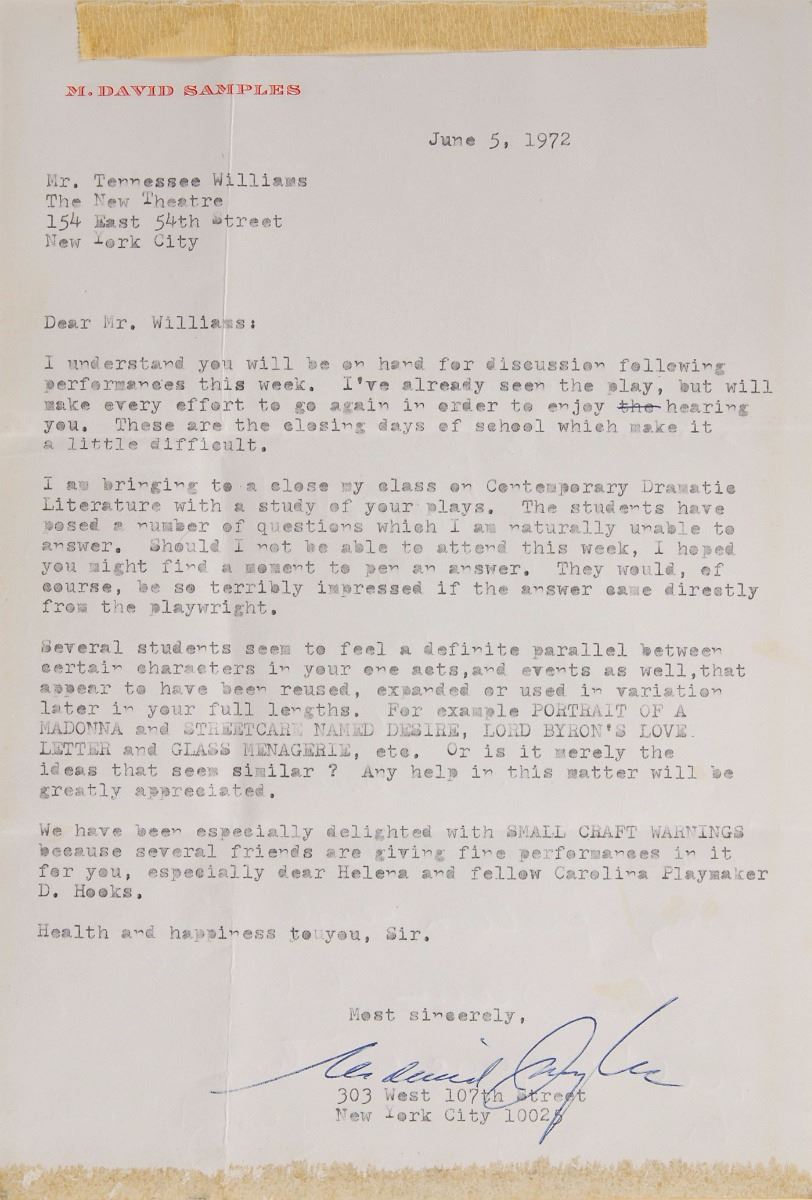 M. DAVID SAMPLES
June 5, 1972
Mr. Tennessee Williams
The New Theatre
154 East 54th Street
New York City
Dear Mr. Williams:
I understand you will be on hand for discussion following
performances this week. I've already seen the play, but will
make every effort to go again in order to enjoy the hearing
you. These are the closing days of school which make it
a little difficult.
I am bringing to a close my class on Contemporary Dramatic
Literature with a study of your plays. The students have
posed a number of questions which I am naturally unable to
answer. Should I not be able to attend this week, I hoped
you might find a moment to pen an answer. They would, of
course, be so terribly impressed if the answer came directly
from the playwright.
Several students seem to feel a definite parallel between
certain characters in your one acts,and events as well,that
appear to have been reused, expanded or used in variation
later in your full lengths. For example PORTRAIT OF A
MADONNA and STREETCAR NAMED DESIRE, LORD BYRON'S LOVE
LETTER and GLASS MENAGERIE, etc. Or is it merely the
ideas that seem similar ? Any help in this matter will be
greatly appreciated.
We have been especially delighted with SMALL CRAFT WARNINGS
because several friends are giving fine performances in it
for you, especially dear Helena and fellow Carolina Playmaker
D. Hooks.
Health and happiness to you, Sir.
Most sincerely,
M David Samples
303 West 107th Street
New York City 10025